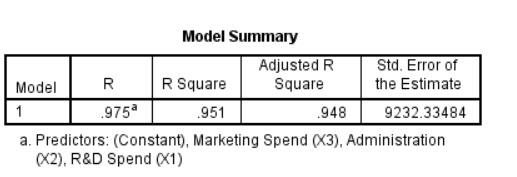 Model Summary
Model R R Square Adjusted R Square Std. Error of the Estimate
1 .975a .951 .948 9232.33484
a. Predictors: (Constant), Marketing Spend (X3), Administration
(X2), R&D Spend (X1)